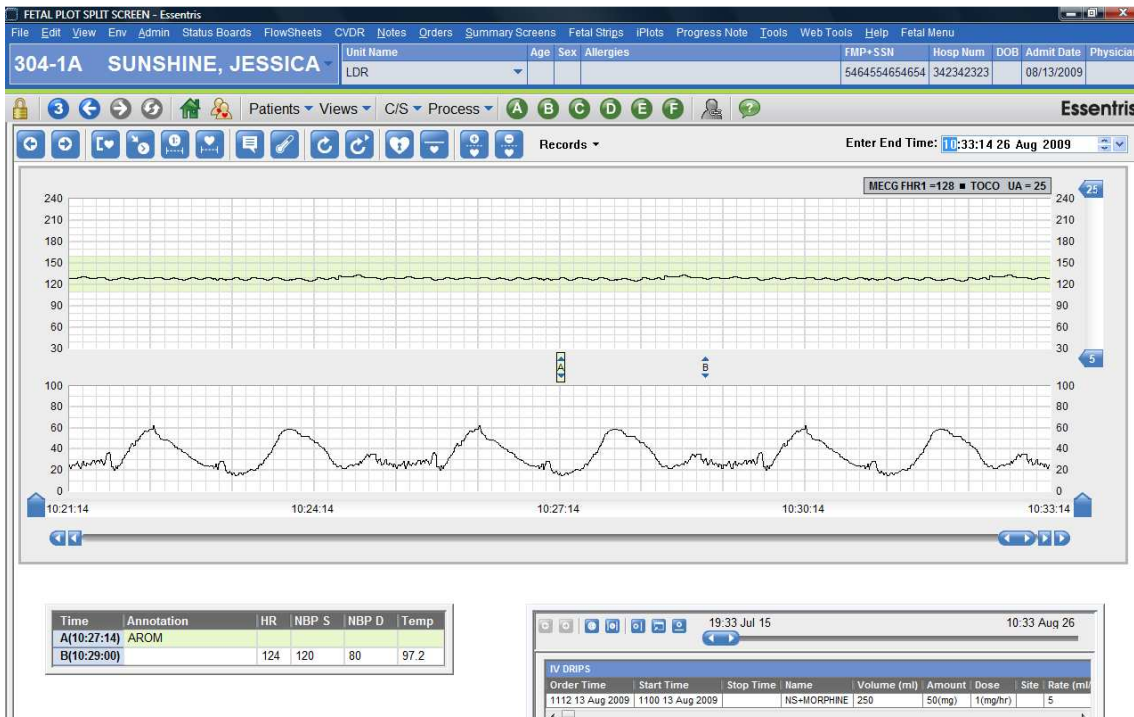 FETAL PLOT SPLIT SCREEN - Essentris
File Edit View Env Admin Status Boards FlowSheets CVDR Notes Orders Summary Screens Fetal Strips iPlots Progress Note Tools Web Tools Help Fetal Menu
304-1A SUNSHINE, JESSICA
Unit Name Age Sex Allergies FMP+SSN Hosp Num DOB Admit Date Physician
LDR 5464554654654 342342323 08/13/2009
3 Patients Views C/S Process A B C D E F Essentris
Records Enter End Time: 10:33:14 26 Aug 2009
MECG FHR1 =128 ■ TOCO UA = 25
25
240 240
210 210
180 180
150 150
120 120
90 90
60 60
30 30
5
A B
100 100
80 80
60 60
40 40
20 20
0 0
10:21:14 10:24:14 10:27:14 10:30:14 10:33:14
Time Annotation HR NBP S NBP D Temp
A(10:27:14) AROM
B(10:29:00) 124 120 80 97.2
19:33 Jul 15 10:33 Aug 26
IV DRIPS
Order Time Start Time Stop Time Name Volume (ml) Amount Dose Site Rate (ml/
1112 13 Aug 2009 1100 13 Aug 2009 NS+MORPHINE 250 50(mg) 1(mg/hr) 5